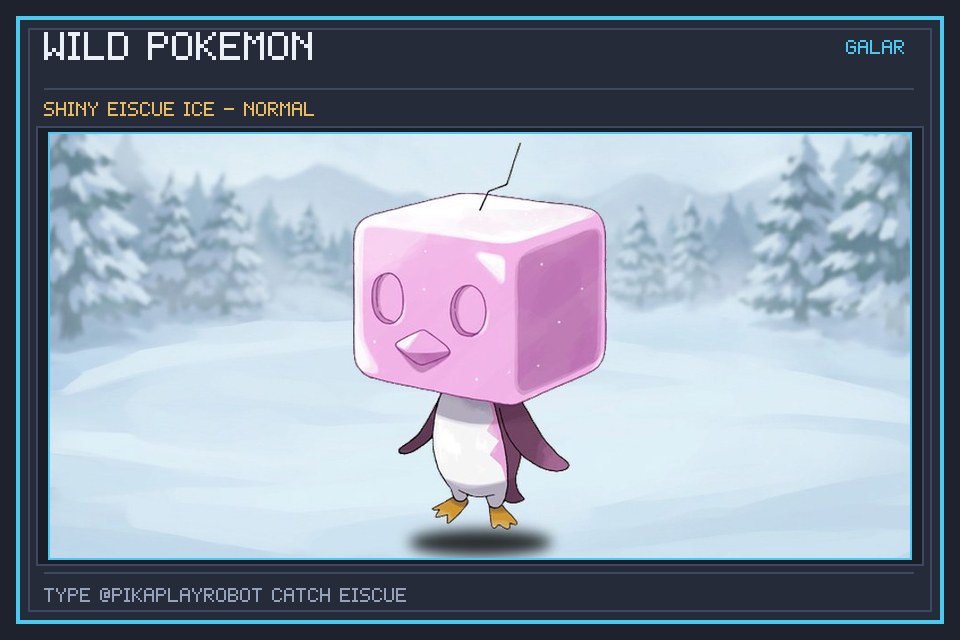 WILD POKEMON
GALAR
SHINY EISCUE ICE - NORMAL
TYPE @PIKAPLAYROBOT CATCH EISCUE